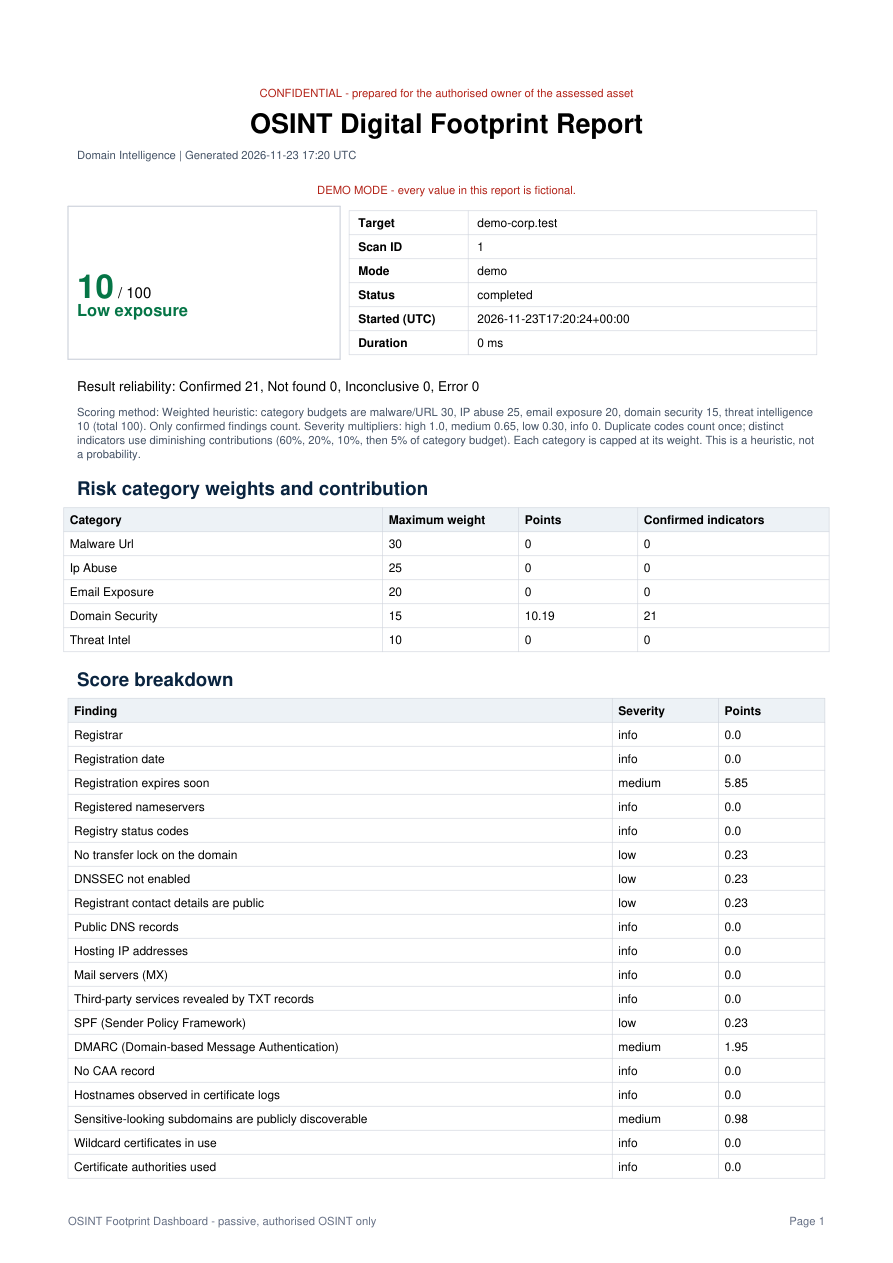 CONFIDENTIAL - prepared for the authorised owner of the assessed asset
OSINT Digital Footprint Report
Domain Intelligence | Generated 2026-11-23 17:20 UTC
DEMO MODE - every value in this report is fictional.
10 / 100
Low exposure
Target demo-corp.test
Scan ID 1
Mode demo
Status completed
Started (UTC) 2026-11-23T17:20:24+00:00
Duration 0 ms
Result reliability: Confirmed 21, Not found 0, Inconclusive 0, Error 0
Scoring method: Weighted heuristic: category budgets are malware/URL 30, IP abuse 25, email exposure 20, domain security 15, threat intelligence
10 (total 100). Only confirmed findings count. Severity multipliers: high 1.0, medium 0.65, low 0.30, info 0. Duplicate codes count once; distinct
indicators use diminishing contributions (60%, 20%, 10%, then 5% of category budget). Each category is capped at its weight. This is a heuristic, not
a probability.
Risk category weights and contribution
Category Maximum weight Points Confirmed indicators
Malware Url 30 0 0
Ip Abuse 25 0 0
Email Exposure 20 0 0
Domain Security 15 10.19 21
Threat Intel 10 0 0
Score breakdown
Finding Severity Points
Registrar info 0.0
Registration date info 0.0
Registration expires soon medium 5.85
Registered nameservers info 0.0
Registry status codes info 0.0
No transfer lock on the domain low 0.23
DNSSEC not enabled low 0.23
Registrant contact details are public low 0.23
Public DNS records info 0.0
Hosting IP addresses info 0.0
Mail servers (MX) info 0.0
Third-party services revealed by TXT records info 0.0
SPF (Sender Policy Framework) low 0.23
DMARC (Domain-based Message Authentication) medium 1.95
No CAA record info 0.0
Hostnames observed in certificate logs info 0.0
Sensitive-looking subdomains are publicly discoverable medium 0.98
Wildcard certificates in use info 0.0
Certificate authorities used info 0.0
OSINT Footprint Dashboard - passive, authorised OSINT only Page 1